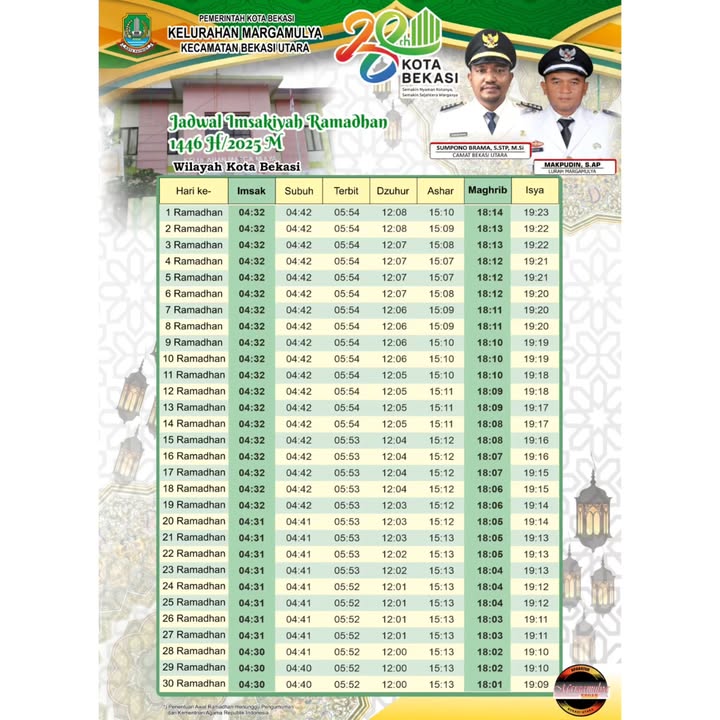 PEMERINTAH KOTA BEKASI
KELURAHAN MARGAMULYA
KECAMATAN BEKASI UTARA
28th
KOTA
BEKASI
Semakin Nyaman Kotanya,
Semakin Sejahtera Warganya
SUMPONO BRAMA, S.STP, M.Si
CAMAT BEKASI UTARA
MAKPUDIN, S.AP
LURAH MARGAMULYA
Jadwal Imsakiyah Ramadhan
1446 H/2025 M
Wilayah Kota Bekasi
Hari ke- Imsak Subuh Terbit Dzuhur Ashar Maghrib Isya
1 Ramadhan 04:32 04:42 05:54 12:08 15:10 18:14 19:23
2 Ramadhan 04:32 04:42 05:54 12:08 15:09 18:13 19:22
3 Ramadhan 04:32 04:42 05:54 12:07 15:08 18:13 19:22
4 Ramadhan 04:32 04:42 05:54 12:07 15:07 18:12 19:21
5 Ramadhan 04:32 04:42 05:54 12:07 15:07 18:12 19:21
6 Ramadhan 04:32 04:42 05:54 12:07 15:08 18:12 19:20
7 Ramadhan 04:32 04:42 05:54 12:06 15:09 18:11 19:20
8 Ramadhan 04:32 04:42 05:54 12:06 15:09 18:11 19:20
9 Ramadhan 04:32 04:42 05:54 12:06 15:10 18:10 19:19
10 Ramadhan 04:32 04:42 05:54 12:06 15:10 18:10 19:19
11 Ramadhan 04:32 04:42 05:54 12:05 15:10 18:10 19:18
12 Ramadhan 04:32 04:42 05:54 12:05 15:11 18:09 19:18
13 Ramadhan 04:32 04:42 05:54 12:05 15:11 18:09 19:17
14 Ramadhan 04:32 04:42 05:54 12:05 15:11 18:08 19:17
15 Ramadhan 04:32 04:42 05:53 12:04 15:12 18:08 19:16
16 Ramadhan 04:32 04:42 05:53 12:04 15:12 18:07 19:16
17 Ramadhan 04:32 04:42 05:53 12:04 15:12 18:07 19:15
18 Ramadhan 04:32 04:42 05:53 12:04 15:12 18:06 19:15
19 Ramadhan 04:32 04:42 05:53 12:03 15:12 18:06 19:14
20 Ramadhan 04:31 04:41 05:53 12:03 15:12 18:05 19:14
21 Ramadhan 04:31 04:41 05:53 12:03 15:13 18:05 19:13
22 Ramadhan 04:31 04:41 05:53 12:02 15:13 18:05 19:13
23 Ramadhan 04:31 04:41 05:53 12:02 15:13 18:04 19:13
24 Ramadhan 04:31 04:41 05:52 12:01 15:13 18:04 19:12
25 Ramadhan 04:31 04:41 05:52 12:01 15:13 18:04 19:12
26 Ramadhan 04:31 04:41 05:52 12:01 15:13 18:03 19:11
27 Ramadhan 04:31 04:41 05:52 12:01 15:13 18:03 19:11
28 Ramadhan 04:30 04:41 05:52 12:00 15:13 18:02 19:10
29 Ramadhan 04:30 04:40 05:52 12:00 15:13 18:02 19:10
30 Ramadhan 04:30 04:40 05:52 12:00 15:13 18:01 19:09
*) Penentuan Awal Ramadhan menunggu Pengumuman
dari Kementrian Agama Republik Indonesia
BEKASI UTARA